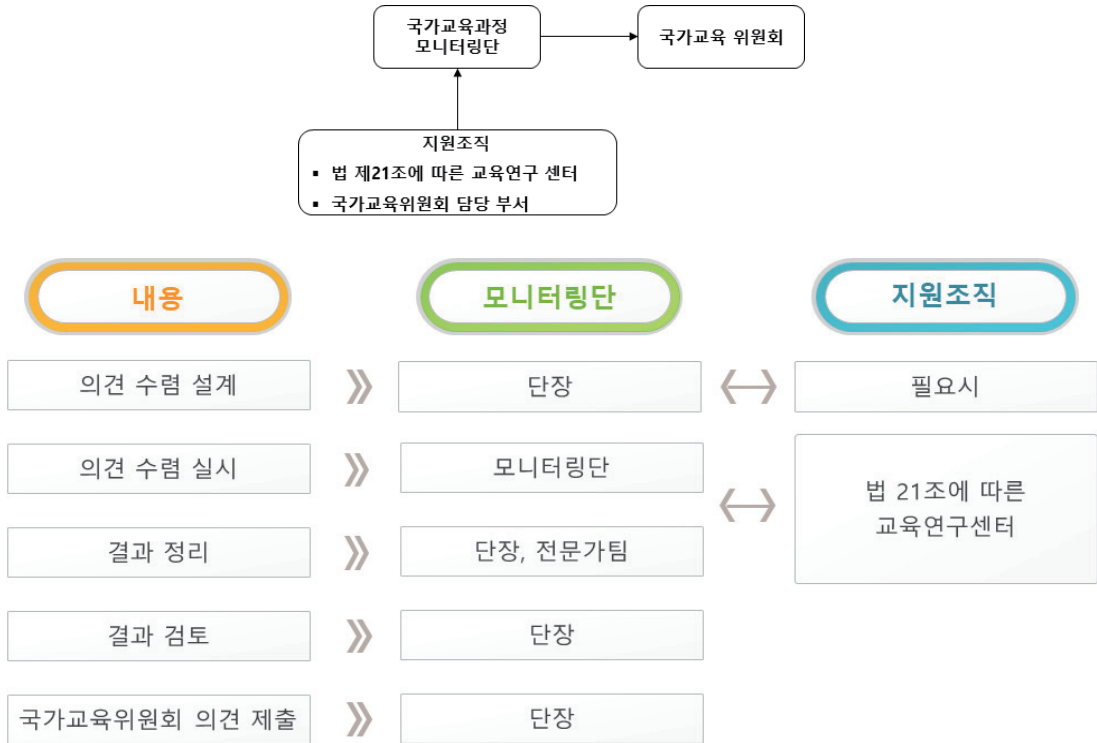 국가교육과정
모니터링단
국가교육 위원회
지원조직
▪ 법 제21조에 따른 교육연구 센터
▪ 국가교육위원회 담당 부서
내용
모니터링단
지원조직
의견 수렴 설계
단장
필요시
의견 수렴 실시
모니터링단
법 21조에 따른
교육연구센터
결과 정리
단장, 전문가팀
결과 검토
단장
국가교육위원회 의견 제출
단장